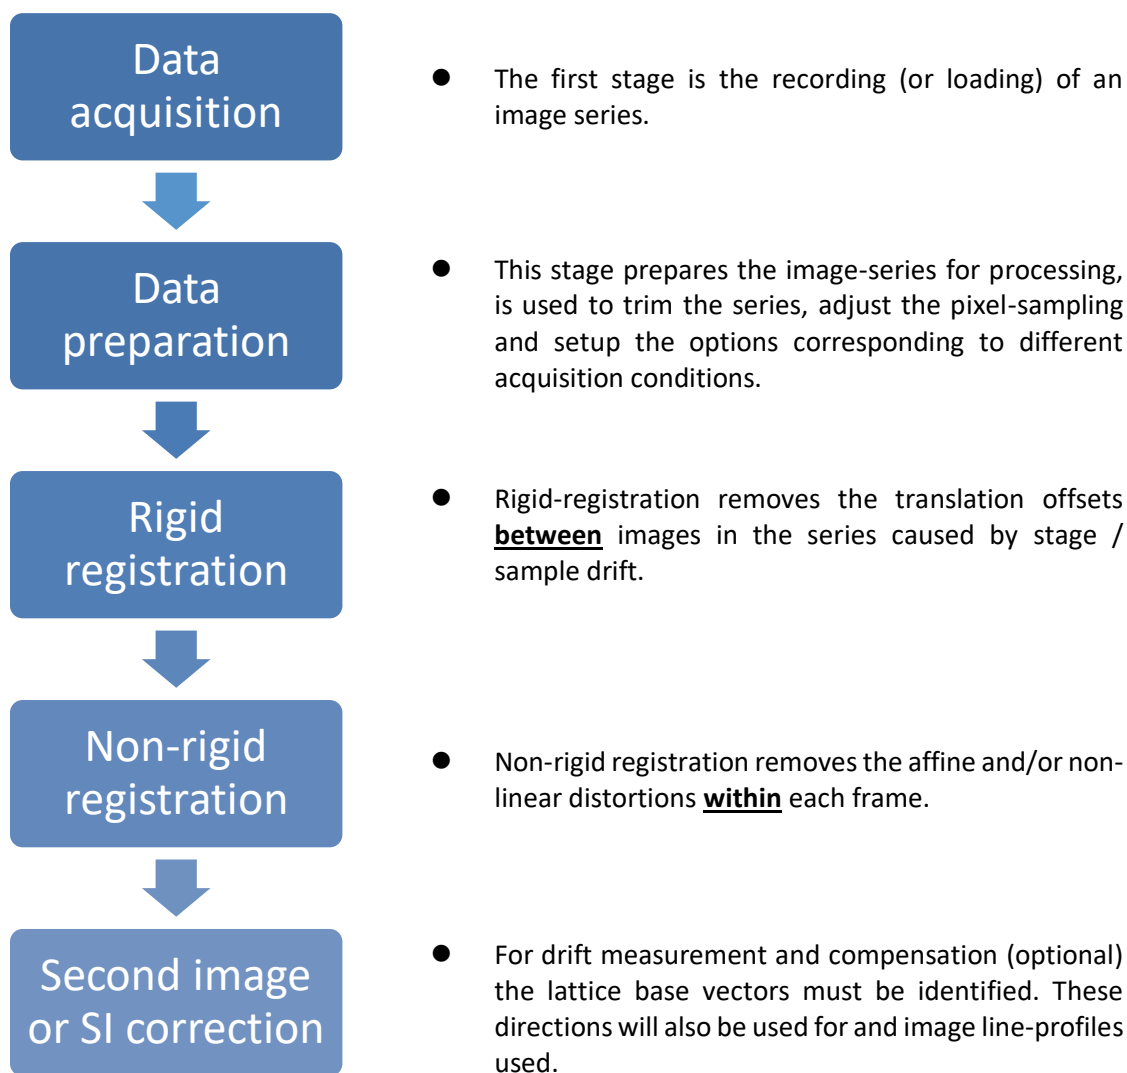 Data
acquisition
● The first stage is the recording (or loading) of an
image series.
Data
preparation
● This stage prepares the image-series for processing,
is used to trim the series, adjust the pixel-sampling
and setup the options corresponding to different
acquisition conditions.
Rigid
registration
● Rigid-registration removes the translation offsets
between images in the series caused by stage /
sample drift.
Non-rigid
registration
● Non-rigid registration removes the affine and/or non-
linear distortions within each frame.
Second image
or SI correction
● For drift measurement and compensation (optional)
the lattice base vectors must be identified. These
directions will also be used for and image line-profiles
used.